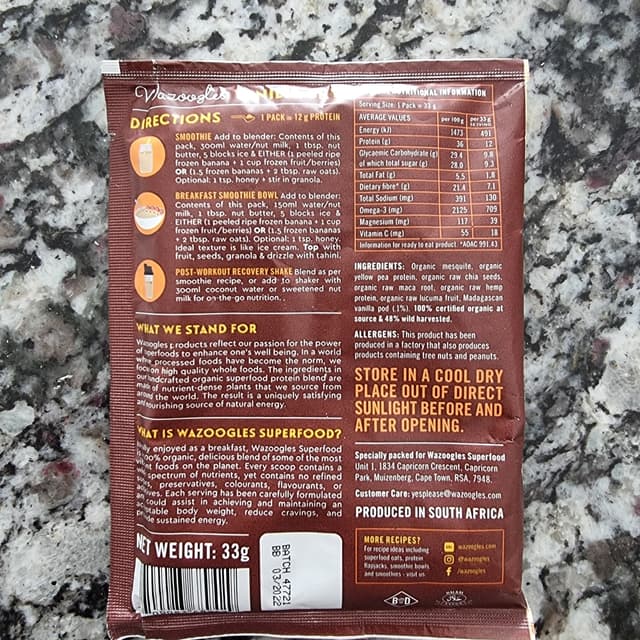 Wazoogles
DIRECTIONS
1 PACK = 12 g PROTEIN
SMOOTHIE Add to blender: Contents of this
pack, 300ml water/nut milk, 1 tbsp. nut
butter, 5 blocks ice & EITHER (1 peeled ripe
frozen banana + 1 cup frozen fruit/berries)
OR (1.5 frozen bananas + 2 tbsp. raw oats).
Optional: 1 tsp. honey + stir in granola.
BREAKFAST SMOOTHIE BOWL Add to blender:
Contents of this pack, 150ml water/nut
milk, 1 tbsp. nut butter, 5 blocks ice &
EITHER (1 peeled ripe frozen banana + 1 cup
frozen fruit/berries) OR (1.5 frozen bananas
+ 2 tbsp. raw oats). Optional: 1 tsp. honey.
Ideal texture is like ice cream. Top with
fruit, seeds, granola & drizzle with tahini.
POST-WORKOUT RECOVERY SHAKE Blend as per
smoothie recipe, or add to shaker with
300ml coconut water or sweetened nut
milk for on-the-go nutrition.
WHAT WE STAND FOR
Wazoogles products reflect our passion for the power
of superfoods to enhance one's well being. In a world
where processed foods have become the norm, we
focus on high quality whole foods. The ingredients in
our handcrafted organic superfood protein blend are
made of nutrient-dense plants that we source from
around the world. The result is a uniquely satisfying
and nourishing source of natural energy.
WHAT IS WAZOOGLES SUPERFOOD?
enjoyed as a breakfast, Wazoogles Superfood
100% organic, delicious blend of some of the most
foods on the planet. Every scoop contains a
spectrum of nutrients, yet contains no refined
preservatives, colourants, flavourants, or
Each serving has been carefully formulated
could assist in achieving and maintaining an
body weight, reduce cravings, and
sustained energy.
NET WEIGHT: 33g
BATCH 47721
BB 03/2022
NUTRITIONAL INFORMATION
Serving Size: 1 Pack = 33 g
AVERAGE VALUES per 100 g per 33 g SERVING
Energy (kJ) 1473 491
Protein (g) 36 12
Glycaemic Carbohydrate (g) 29.4 9.8
of which total sugar (g) 28.0 9.3
Total Fat (g) 5.5 1.8
Dietary fibre* (g) 21.4 7.1
Total Sodium (mg) 391 130
Omega-3 (mg) 2125 709
Magnesium (mg) 117 39
Vitamin C (mg) 55 18
Information for ready to eat product *AOAC 991.43
INGREDIENTS: Organic mesquite, organic
yellow pea protein, organic raw chia seeds,
organic raw maca root, organic raw hemp
protein, organic raw lucuma fruit, Madagascan
vanilla pod (1%). 100% certified organic at
source & 48% wild harvested.
ALLERGENS: This product has been
produced in a factory that also produces
products containing tree nuts and peanuts.
STORE IN A COOL DRY
PLACE OUT OF DIRECT
SUNLIGHT BEFORE AND
AFTER OPENING.
Specially packed for Wazoogles Superfood
Unit 1, 1834 Capricorn Crescent, Capricorn
Park, Muizenberg, Cape Town, RSA, 7948.
Customer Care: yesplease@wazoogles.com
PRODUCED IN SOUTH AFRICA
MORE RECIPES?
For recipe ideas including
superfood oats, protein
flapjacks, smoothie bowls
and smoothies - visit us
wazoogles.com
@wazoogles
/wazoogles